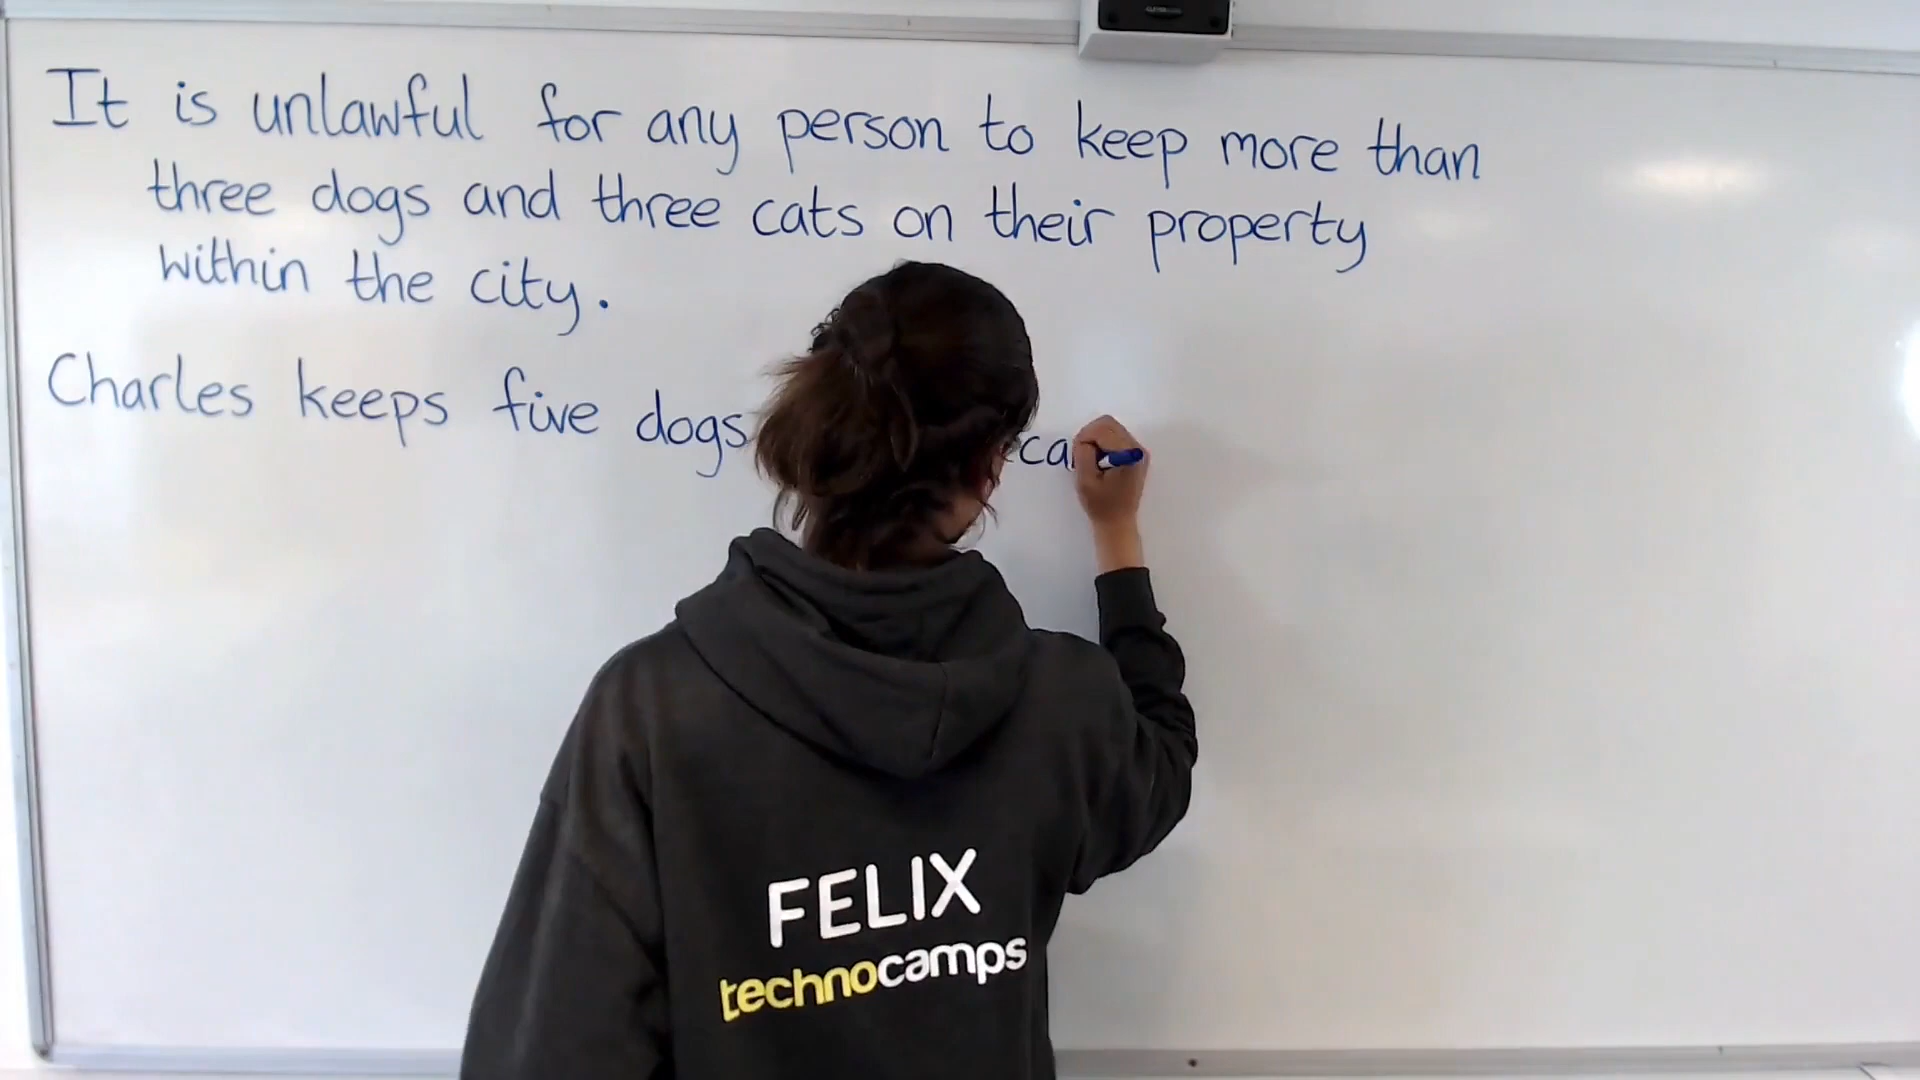 It is unlawful for any person to keep more than
three dogs and three cats on their property
within the city.
Charles keeps five dogs
FELIX
technocamps